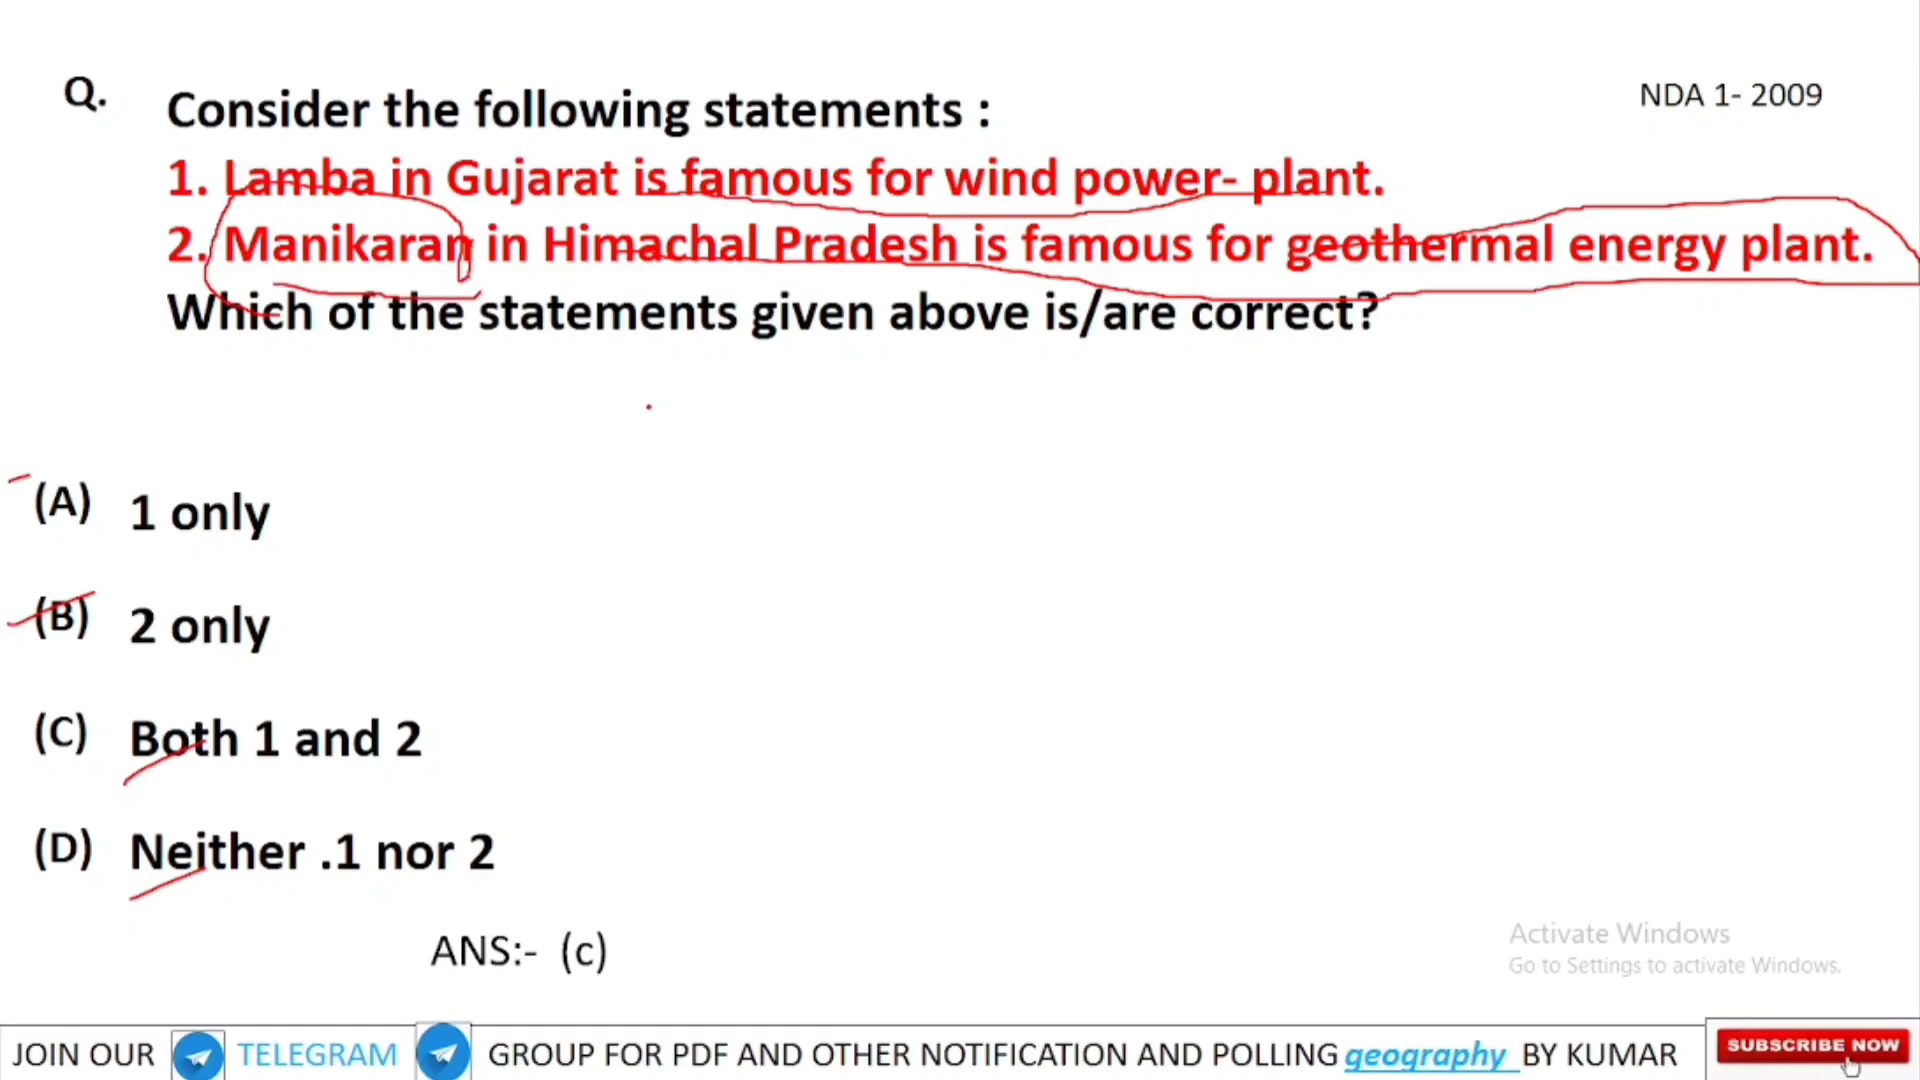 Q.
NDA 1- 2009
Consider the following statements :
1. Lamba in Gujarat is famous for wind power- plant.
2. Manikaran in Himachal Pradesh is famous for geothermal energy plant.
Which of the statements given above is/are correct?
(A) 1 only
(B) 2 only
(C) Both 1 and 2
(D) Neither .1 nor 2
ANS:- (c)
Activate Windows
Go to Settings to activate Windows.
JOIN OUR TELEGRAM GROUP FOR PDF AND OTHER NOTIFICATION AND POLLING geography BY KUMAR SUBSCRIBE NOW